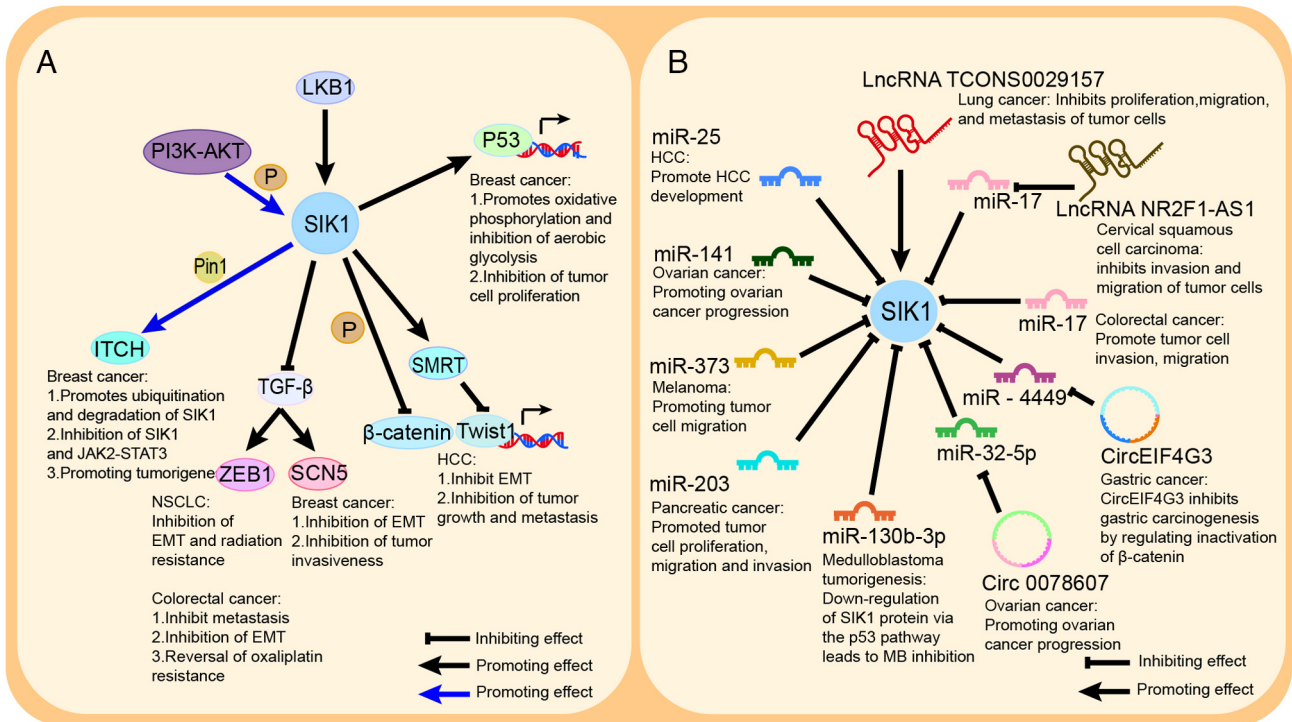 A
LKB1
PI3K-AKT
P
P53
SIK1
Breast cancer:
1.Promotes oxidative
phosphorylation and
inhibition of aerobic
glycolysis
2.Inhibition of tumor
cell proliferation
Pin1
P
ITCH
SMRT
Breast cancer:
1.Promotes ubiquitination
and degradation of SIK1
2.Inhibition of SIK1
and JAK2-STAT3
3.Promoting tumorigene
TGF-β
β-catenin
Twist1
ZEB1
SCN5
HCC:
1.Inhibit EMT
2.Inhibition of tumor
growth and metastasis
NSCLC:
Inhibition of
EMT and radiation
resistance
Breast cancer:
1.Inhibition of EMT
2.Inhibition of tumor
invasiveness
Colorectal cancer:
1.Inhibit metastasis
2.Inhibition of EMT
3.Reversal of oxaliplatin
resistance
Inhibiting effect
Promoting effect
Promoting effect
B
LncRNA TCONS0029157
Lung cancer: Inhibits proliferation,migration,
and metastasis of tumor cells
miR-25
HCC:
Promote HCC
development
miR-17
LncRNA NR2F1-AS1
Cervical squamous
cell carcinoma:
inhibits invasion and
migration of tumor cells
miR-141
Ovarian cancer:
Promoting ovarian
cancer progression
SIK1
miR-17
Colorectal cancer:
Promote tumor cell
invasion, migration
miR-373
Melanoma:
Promoting tumor
cell migration
miR - 4449
miR-32-5p
CircEIF4G3
Gastric cancer:
CircEIF4G3 inhibits
gastric carcinogenesis
by regulating inactivation
of β-catenin
miR-203
Pancreatic cancer:
Promoted tumor
cell proliferation,
migration and invasion
miR-130b-3p
Medulloblastoma
tumorigenesis:
Down-regulation
of SIK1 protein via
the p53 pathway
leads to MB inhibition
Circ 0078607
Ovarian cancer:
Promoting ovarian
cancer progression
Inhibiting effect
Promoting effect